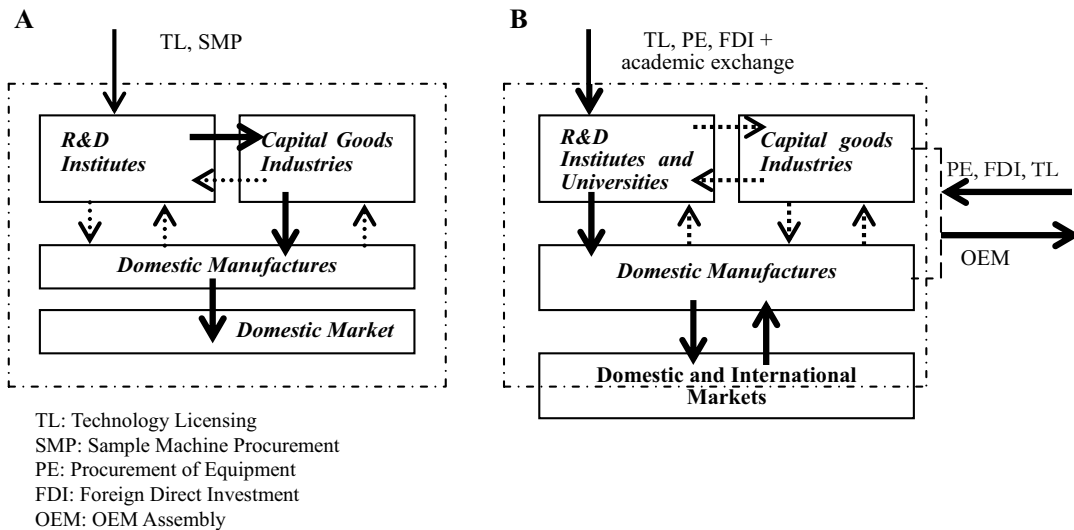 A
TL, SMP
R&D
Institutes
Capital Goods
Industries
Domestic Manufactures
Domestic Market
B
TL, PE, FDI +
academic exchange
R&D
Institutes and
Universities
Capital goods
Industries
PE, FDI, TL
OEM
Domestic Manufactures
Domestic and International
Markets
TL: Technology Licensing
SMP: Sample Machine Procurement
PE: Procurement of Equipment
FDI: Foreign Direct Investment
OEM: OEM Assembly